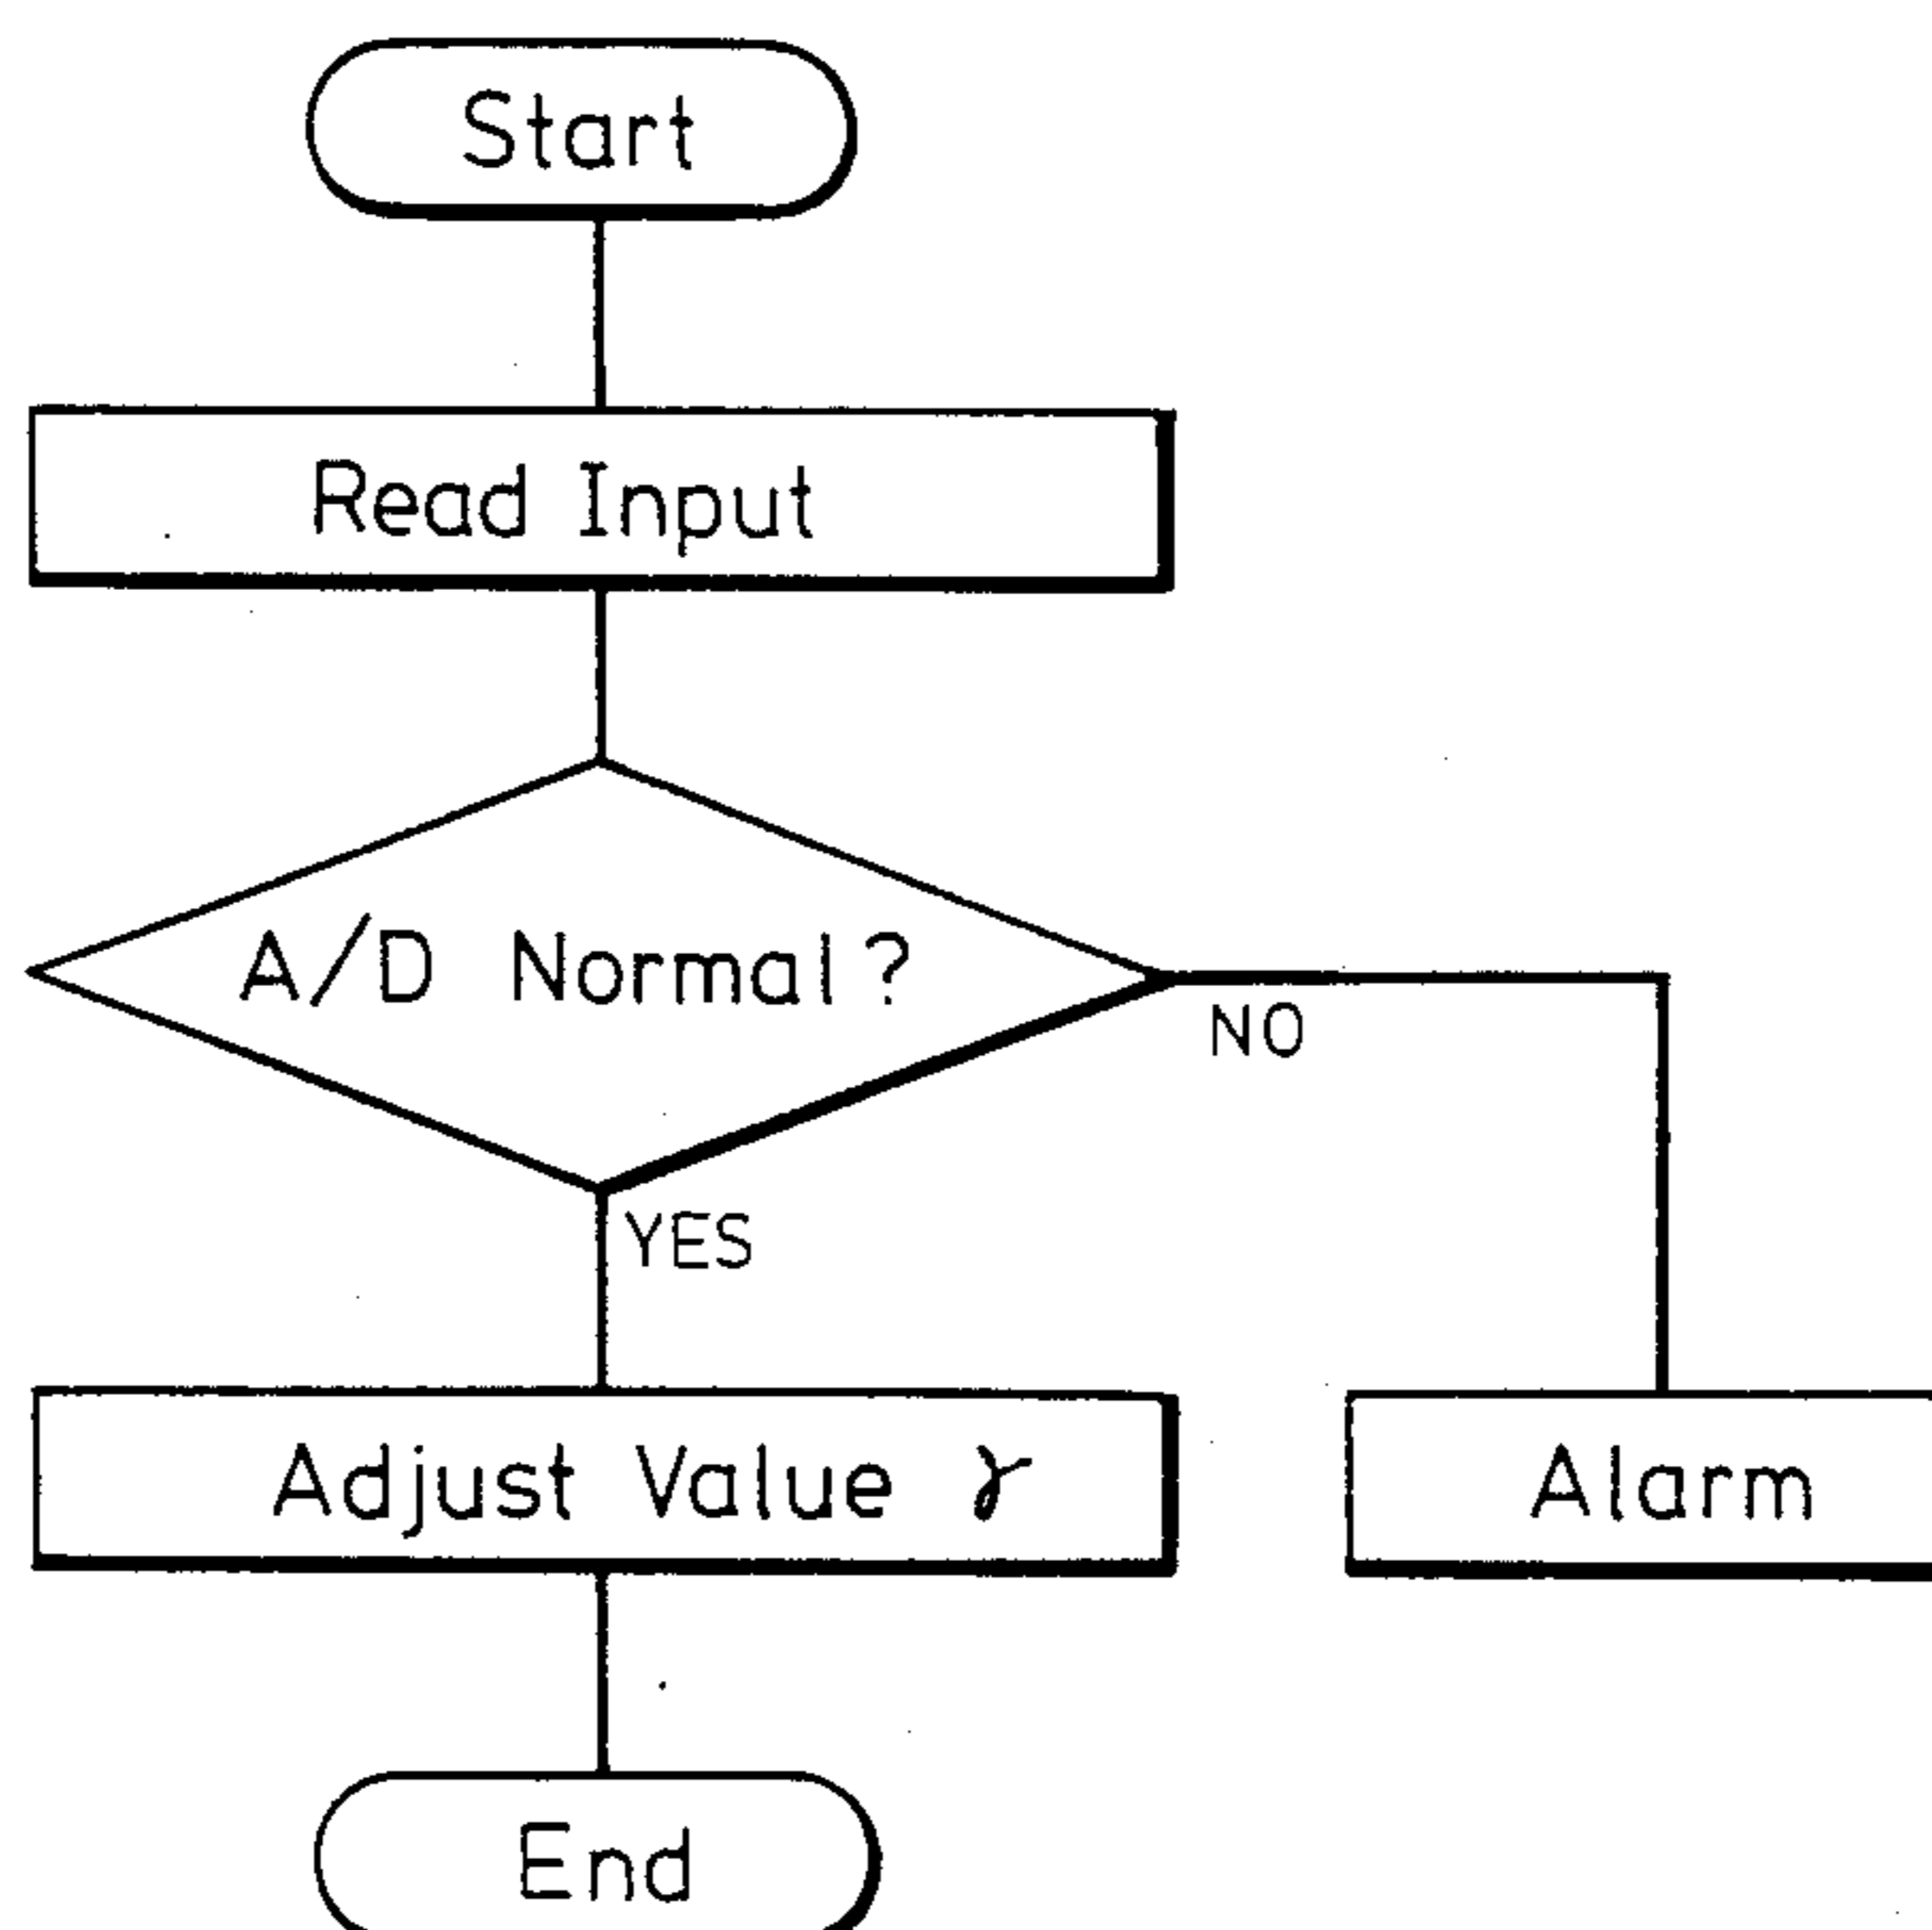 Start
Read Input
A/D Normal?
NO
YES
Adjust Value γ
Alarm
End